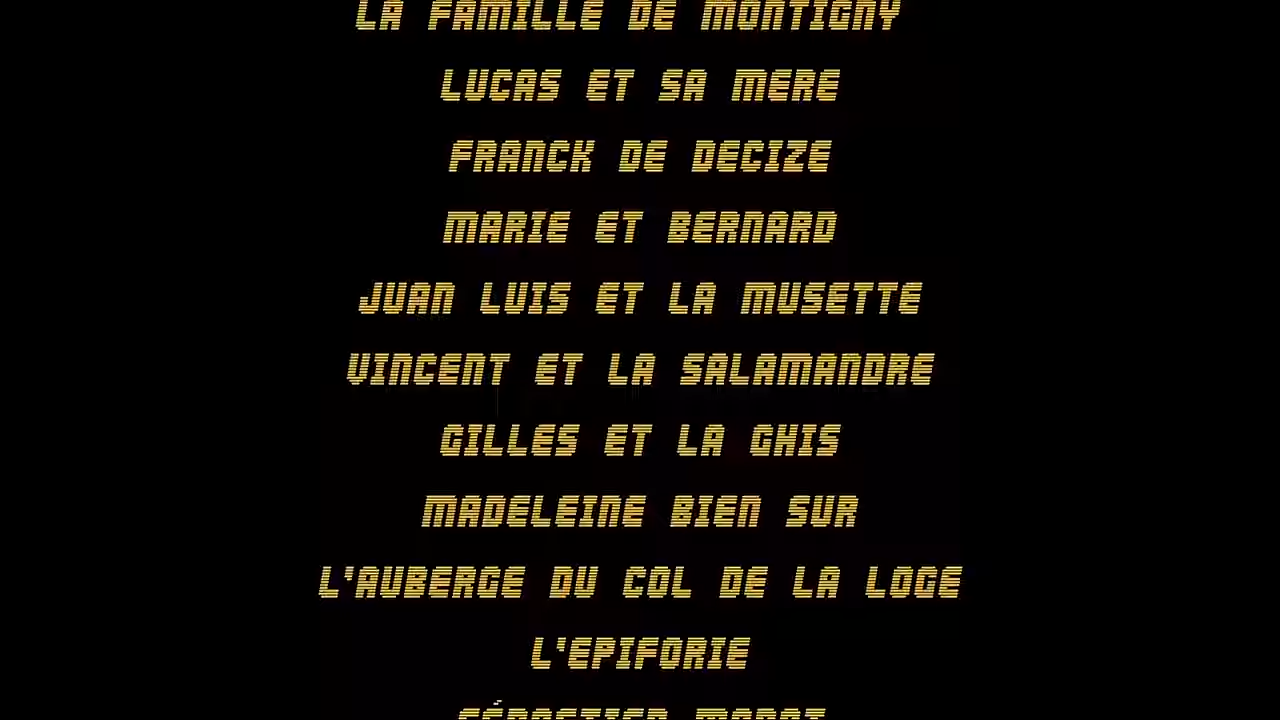 LA FAMILLE DE MONTIGNY
LUCAS ET SA MERE
FRANCK DE DECIZE
MARIE ET BERNARD
JUAN LUIS ET LA MUSETTE
VINCENT ET LA SALAMANDRE
GILLES ET LA GHIS
MADELEINE BIEN SUR
L'AUBERGE DU COL DE LA LOGE
L'EPIFORIE